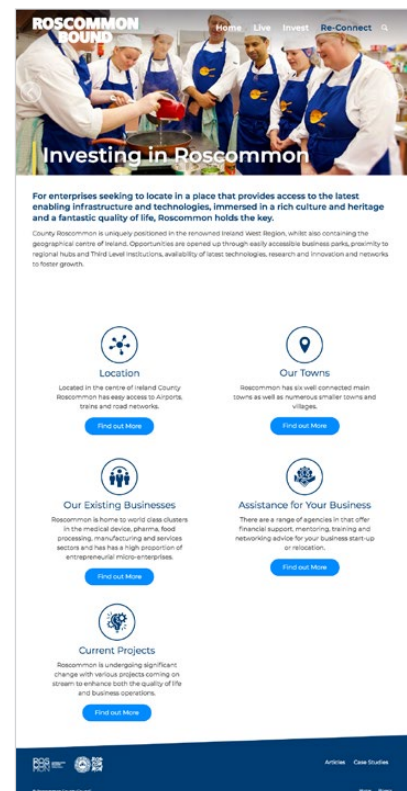 ROSCOMMON
BOUND
Home Live Invest Re-Connect
Investing in Roscommon
For enterprises seeking to locate in a place that provides access to the latest
enabling infrastructure and technologies, immersed in a rich culture and heritage
and a fantastic quality of life, Roscommon holds the key.
County Roscommon is uniquely positioned in the renowned Ireland West Region, whilst also containing the
geographical centre of Ireland. Opportunities are opened up through easily accessible business parks, proximity to
regional hubs and Third Level Institutions, availability of latest technologies, research and innovation and networks
to foster growth.
Location
Located in the centre of Ireland County
Roscommon has easy access to Airports,
trains and road networks.
Find out More
Our Towns
Roscommon has six well connected main
towns as well as numerous smaller towns and
villages.
Find out More
Our Existing Businesses
Roscommon is home to world class clusters
in the medical device, pharma, food
processing, manufacturing and services
sectors and has has a high proportion of
entrepreneurial micro-enterprises.
Find out More
Assistance for Your Business
There are a range of agencies in that offer
financial support, mentoring, training and
networking advice for your business start-up
or relocation.
Find out More
Current Projects
Roscommon is undergoing significant
change with various projects coming on
stream to enhance both the quality of life
and business operations.
Find out More
Articles Case Studies